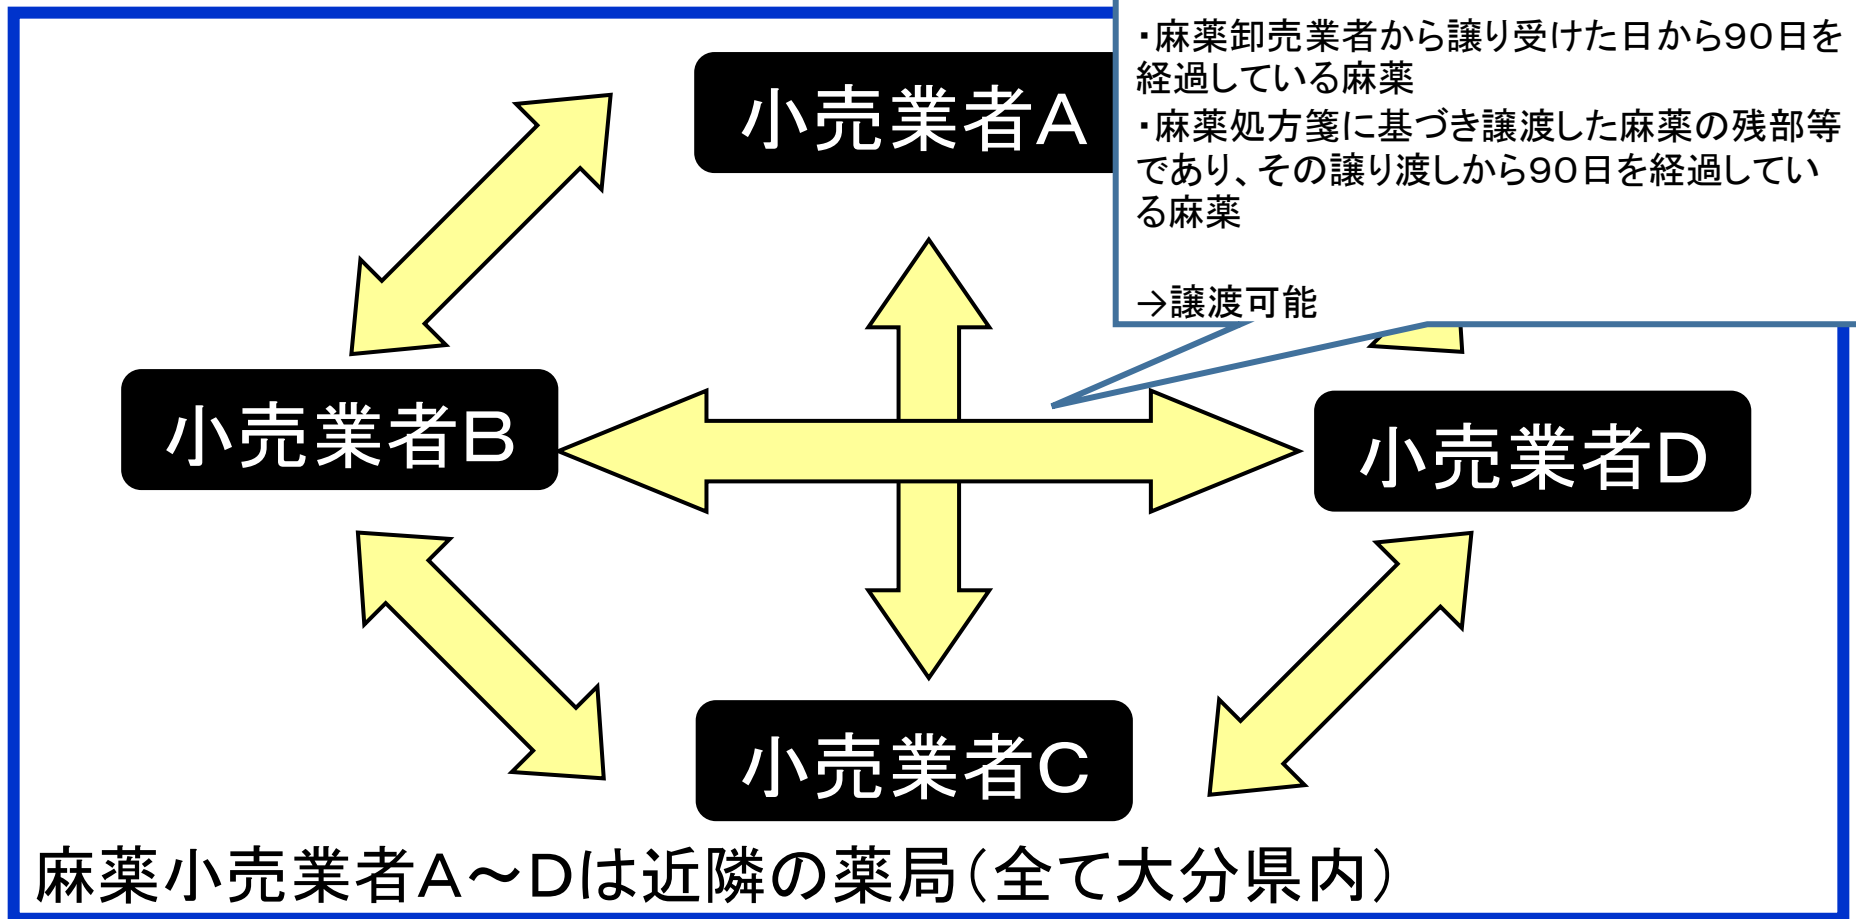 ・麻薬卸売業者から譲り受けた日から90日を
経過している麻薬
・麻薬処方箋に基づき譲渡した麻薬の残部等
であり、その譲り渡しから90日を経過してい
る麻薬
→譲渡可能
小売業者A
小売業者B
小売業者D
小売業者C
麻薬小売業者A～Dは近隣の薬局（全て大分県内）